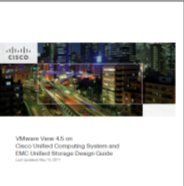 CISCO
VMware View 4.5 on
Cisco Unified Computing System and
EMC Unified Storage Design Guide
Last Updated: May 10, 2011